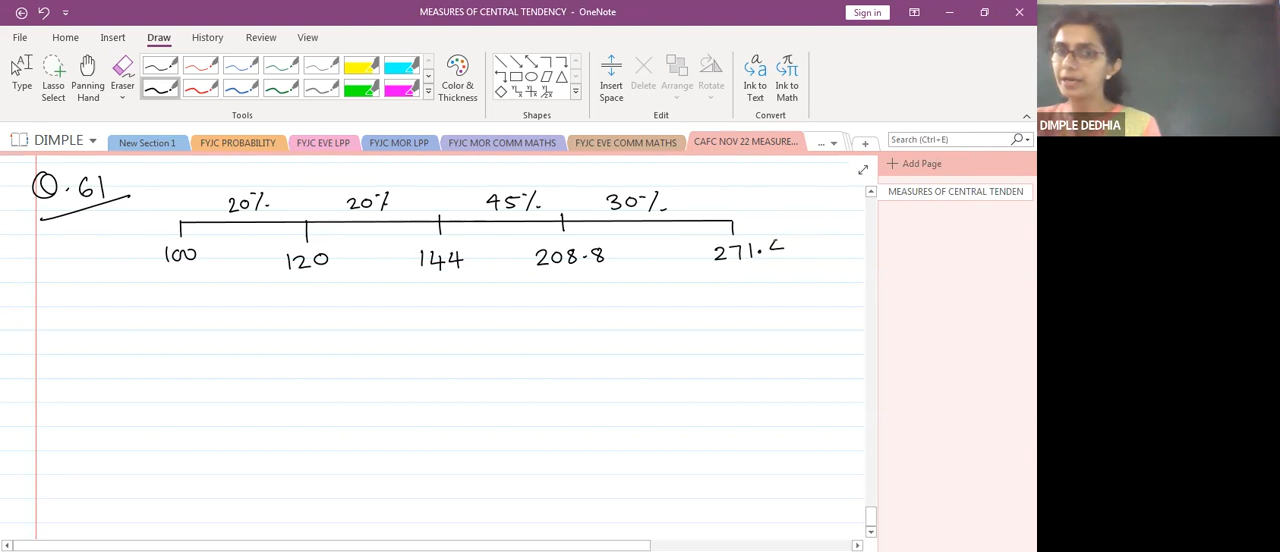 MEASURES OF CENTRAL TENDENCY - OneNote
Sign in
File Home Insert Draw History Review View
Type
Lasso Select
Panning Hand
Eraser
Color & Thickness
Insert Space
Delete
Arrange
Rotate
Ink to Text
Ink to Math
Tools
Shapes
Edit
Convert
DIMPLE
New Section 1
FYJC PROBABILITY
FYJC EVE LPP
FYJC MOR LPP
FYJC MOR COMM MATHS
FYJC EVE COMM MATHS
CAFC NOV 22 MEASURE...
Search (Ctrl+E)
Add Page
MEASURES OF CENTRAL TENDEN
DIMPLE DEDHIA
Q.61
20% 20% 45% 30%
100 120 144 208.8 271.4